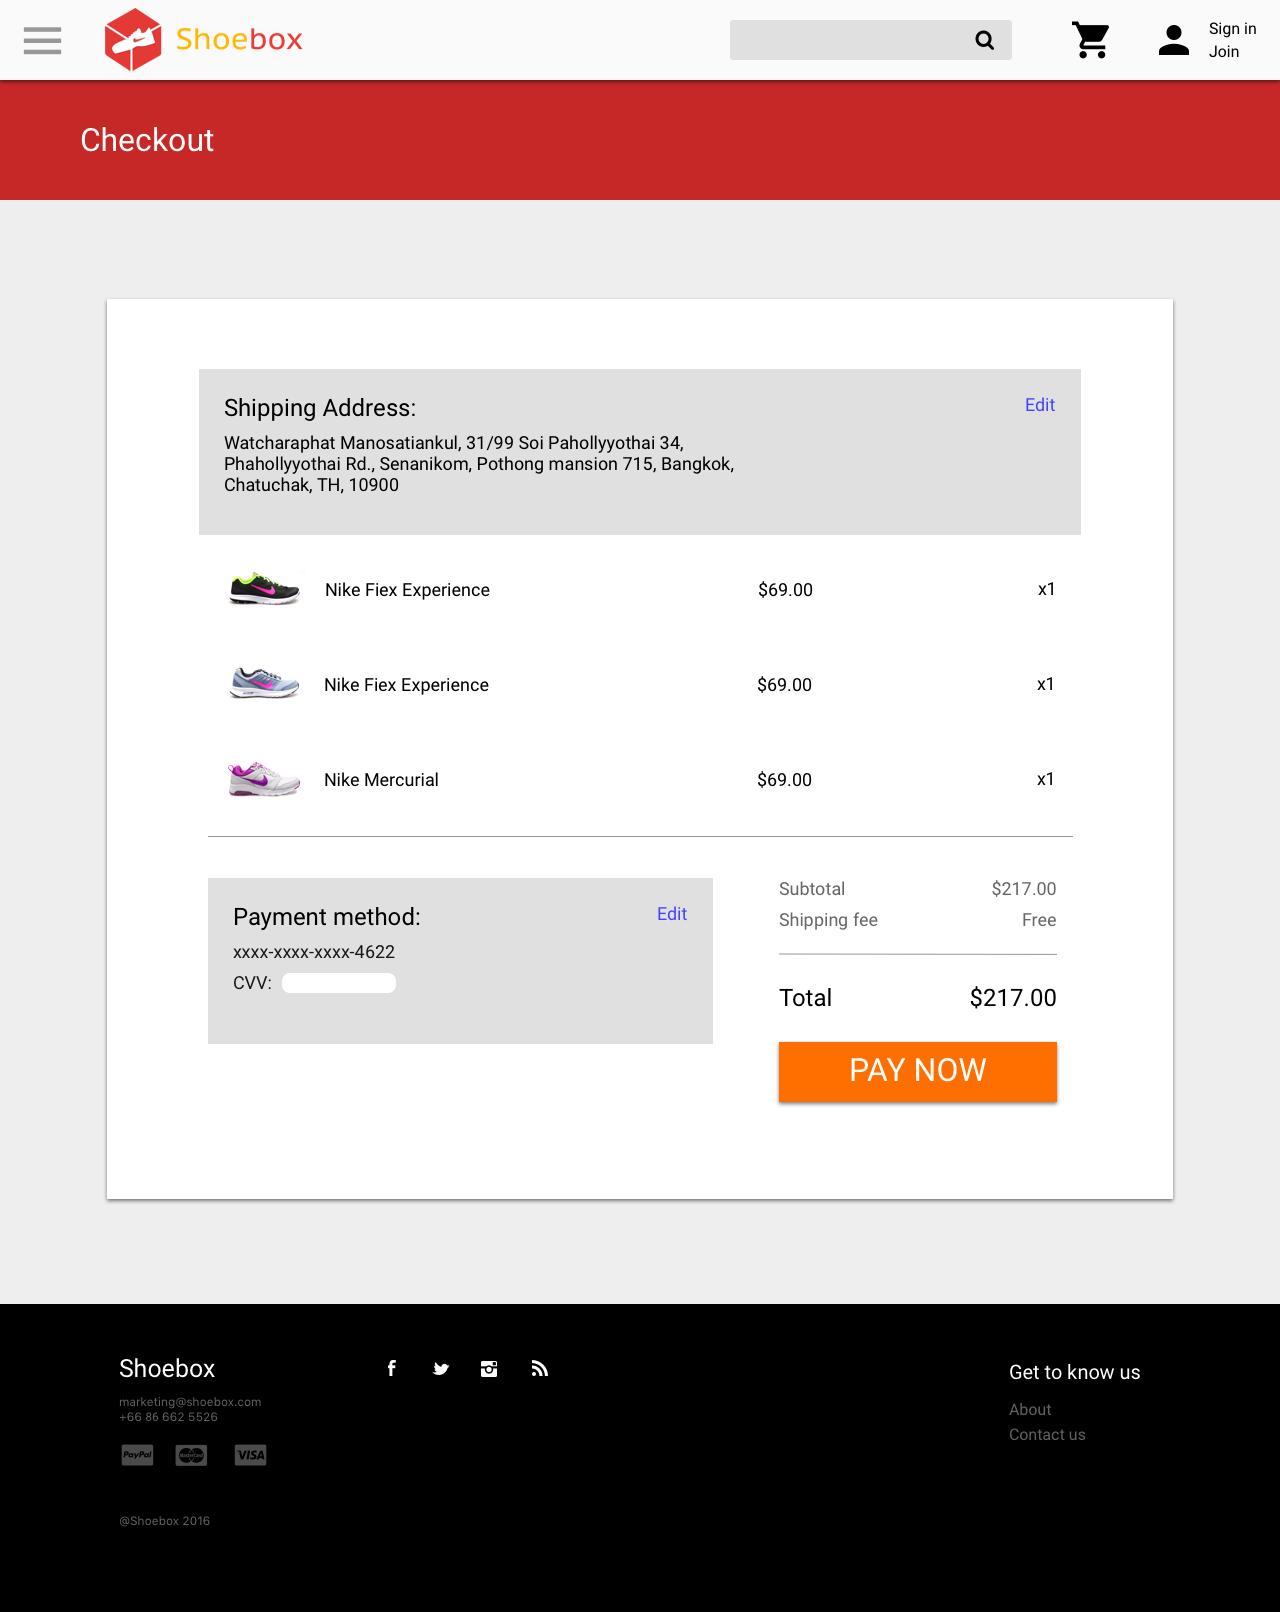 Shoebox
Sign in
Join
Checkout
Shipping Address:
Edit
Watcharaphat Manosatiankul, 31/99 Soi Pahollyyothai 34,
Phahollyyothai Rd., Senanikom, Pothong mansion 715, Bangkok,
Chatuchak, TH, 10900
Nike Fiex Experience $69.00 x1
Nike Fiex Experience $69.00 x1
Nike Mercurial $69.00 x1
Payment method:
Edit
xxxx-xxxx-xxxx-4622
CVV:
Subtotal $217.00
Shipping fee Free
Total $217.00
PAY NOW
Shoebox
marketing@shoebox.com
+66 86 662 5526
PayPal MasterCard VISA
@Shoebox 2016
Get to know us
About
Contact us